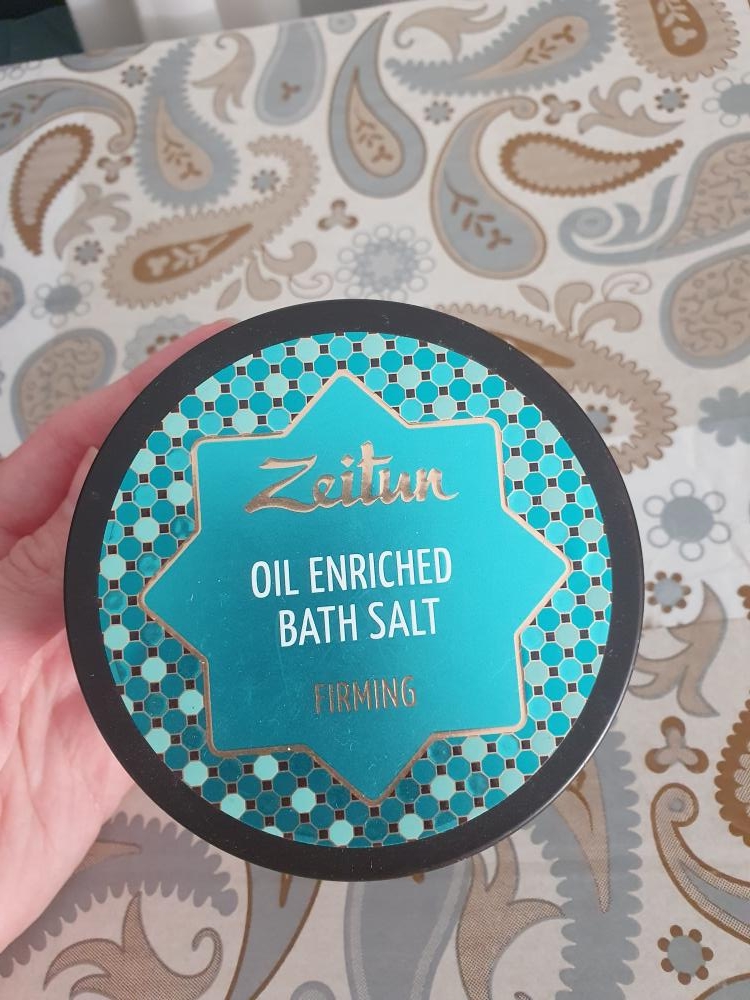 Zeitun
OIL ENRICHED
BATH SALT
FIRMING